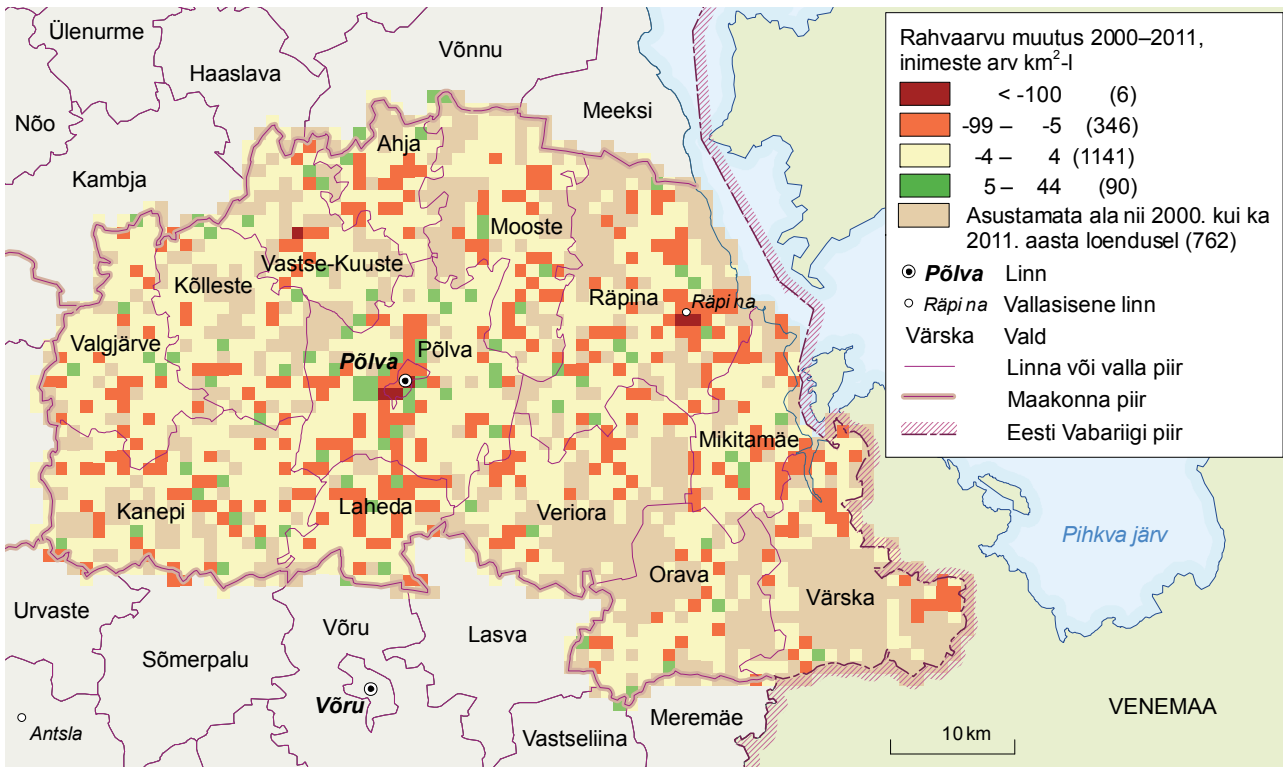 Rahvaarvu muutus 2000–2011,
inimeste arv km²-l
< -100 (6)
-99 – -5 (346)
-4 – 4 (1141)
5 – 44 (90)
Asustamata ala nii 2000. kui ka
2011. aasta loendusel (762)
Põlva Linn
Räpina Vallasisene linn
Värska Vald
Linna või valla piir
Maakonna piir
Eesti Vabariigi piir
Ülenurme
Haaslava
Võnnu
Meeksi
Nõo
Kambja
Ahja
Mooste
Vastse-Kuuste
Kõlleste
Räpina
Räpina
Valgjärve
Põlva
Põlva
Mikitamäe
Kanepi
Laheda
Veriora
Pihkva järv
Orava
Värska
Urvaste
Võru
Lasva
Sõmerpalu
Võru
Antsla
Vastseliina
Meremäe
VENEMAA
10 km